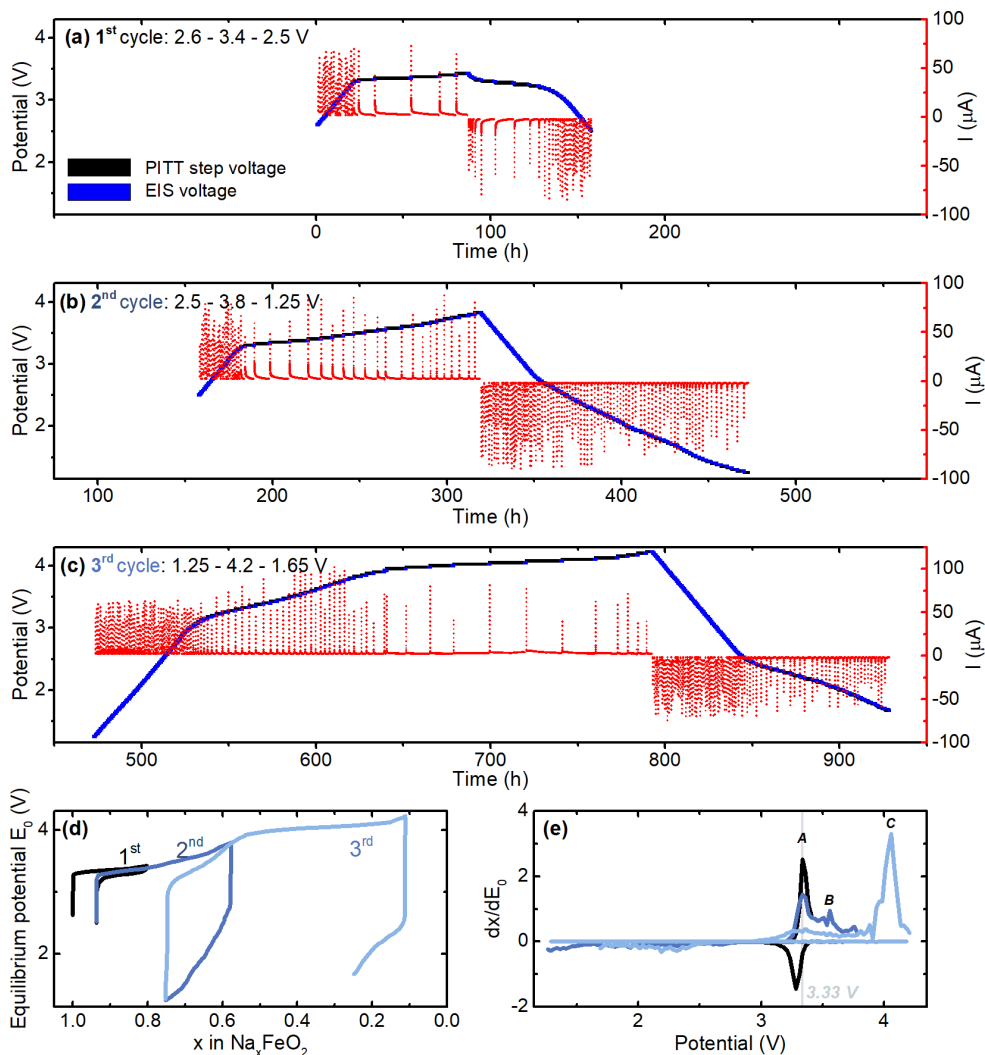 (a) 1st cycle: 2.6 - 3.4 - 2.5 V
4
3
2
Potential (V)
PITT step voltage
EIS voltage
100
50
0
-50
-100
I (μA)
0
100
200
Time (h)
(b) 2nd cycle: 2.5 - 3.8 - 1.25 V
4
3
2
Potential (V)
100
50
0
-50
-100
I (μA)
100
200
300
400
500
Time (h)
(c) 3rd cycle: 1.25 - 4.2 - 1.65 V
4
3
2
Potential (V)
100
50
0
-50
-100
I (μA)
500
600
700
800
900
Time (h)
(d)
1st
2nd
3rd
4
2
Equilibrium potential E0 (V)
1.0
0.8
0.6
0.4
0.2
0.0
x in NaxFeO2
(e)
A
B
C
4
2
0
-2
dx/dE0
3.33 V
2
3
4
Potential (V)